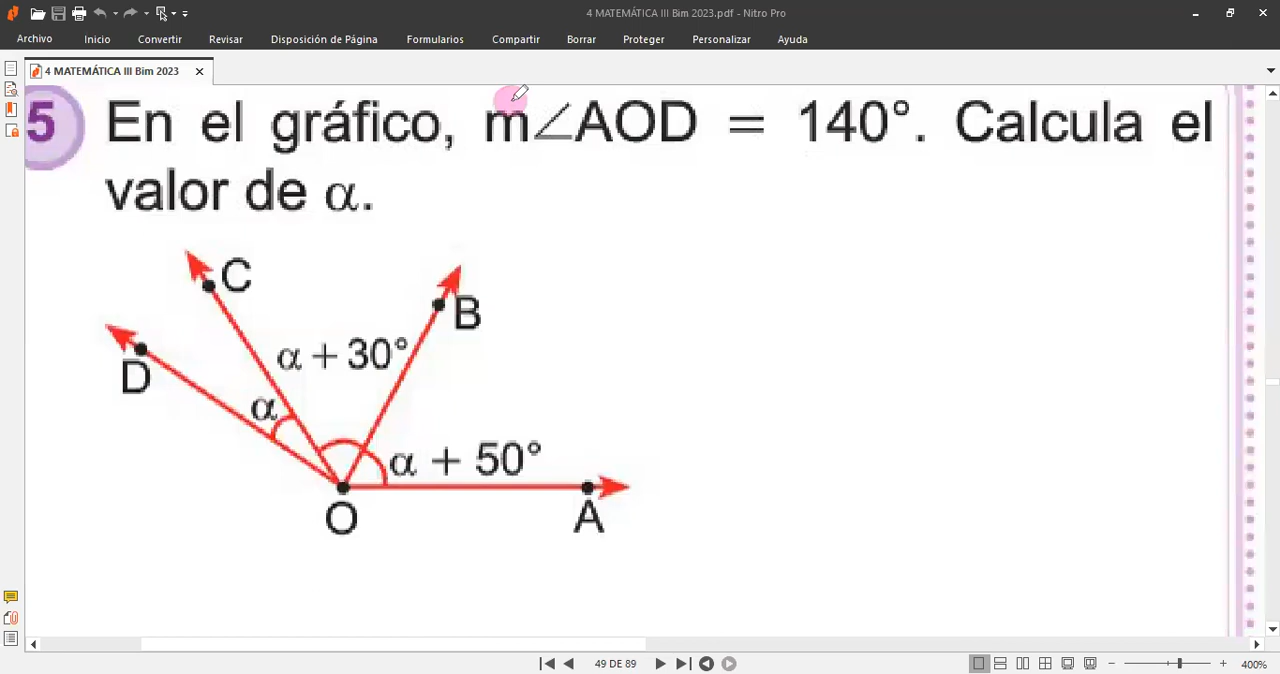 4 MATEMÁTICA III Bim 2023.pdf - Nitro Pro
Archivo Inicio Convertir Revisar Disposición de Página Formularios Compartir Borrar Proteger Personalizar Ayuda
4 MATEMÁTICA III Bim 2023
5 En el gráfico, m∠AOD = 140°. Calcula el
valor de α.
C
B
α + 30°
D
α
α + 50°
O
A
49 DE 89
400%